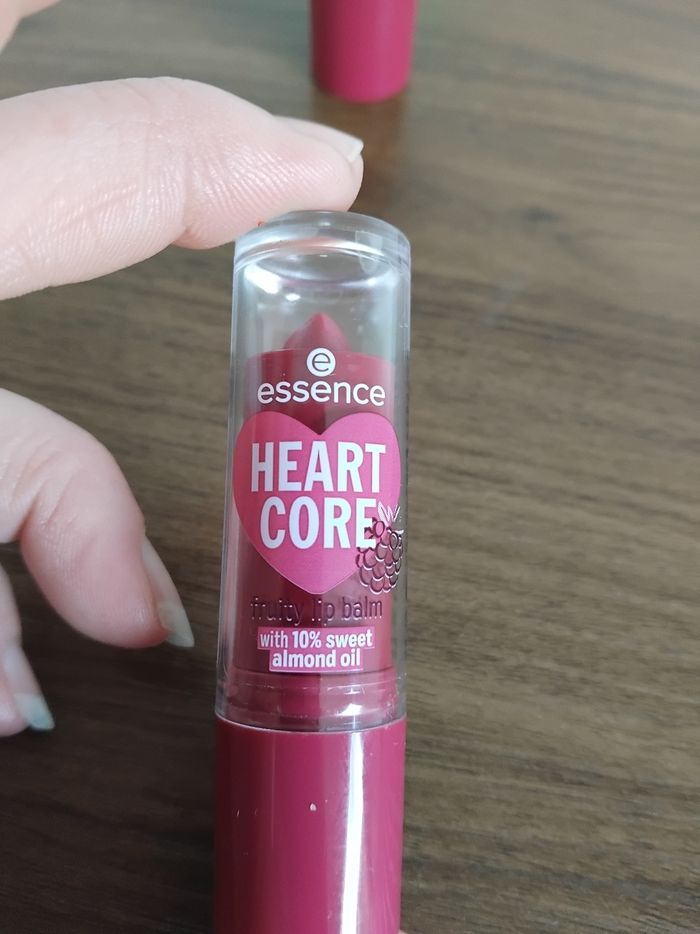 e
essence
HEART
CORE
fruity lip balm
with 10% sweet
almond oil